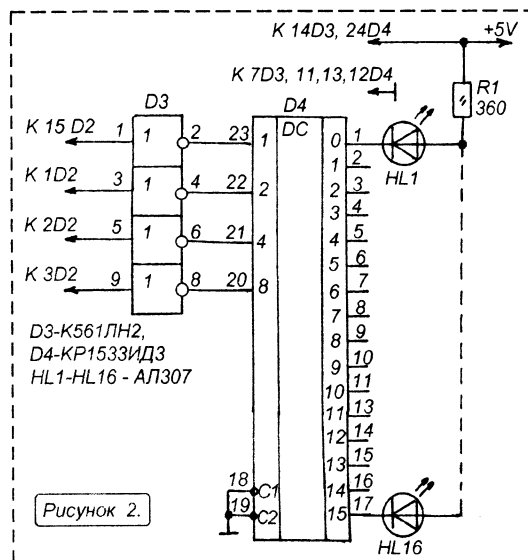 К 14D3, 24D4
+5V
К 7D3, 11,13,12D4
R1
360
D3
D4
К 15 D2
1
1
2
23
1
DC
0
1
HL1
К 1D2
3
1
4
22
2
1
2
К 2D2
5
1
6
21
4
2
3
3
4
К 3D2
9
1
8
20
8
4
5
5
6
6
7
7
8
8
9
9
10
10
11
11
13
12
14
13
15
14
16
15
17
D3-К561ЛН2,
D4-КР1533ИД3
HL1-HL16 - АЛ307
18
C1
19
C2
Рисунок 2.
HL16